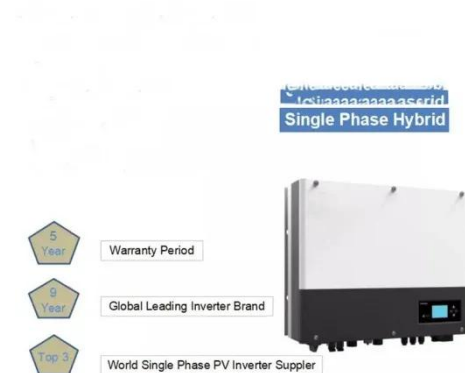 Single Phase Hybrid
5
Year
Warranty Period
9
Year
Global Leading Inverter Brand
Top 3
World Single Phase PV Inverter Suppler